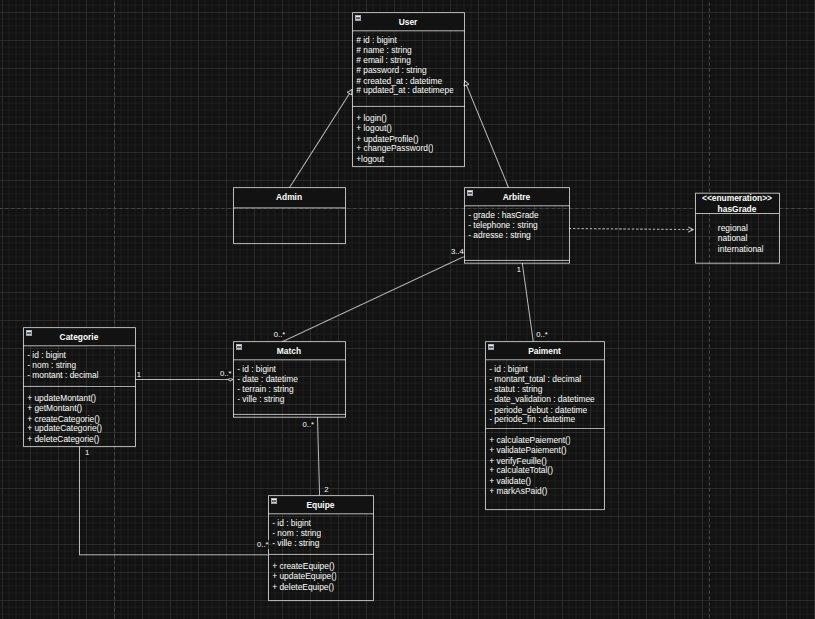 User
# id : bigint
# name : string
# email : string
# password : string
# created_at : datetime
# updated_at : datetimepe
+ login()
+ logout()
+ updateProfile()
+ changePassword()
+logout
Admin
Arbitre
- grade : hasGrade
- telephone : string
- adresse : string
<<enumeration>>
hasGrade
regional
national
international
3..4
1
0..*
0..*
Categorie
- id : bigint
- nom : string
- montant : decimal
+ updateMontant()
+ getMontant()
+ createCategorie()
+ updateCategorie()
+ deleteCategorie()
1
0..*
Match
- id : bigint
- date : datetime
- terrain : string
- ville : string
Paiment
- id : bigint
- montant_total : decimal
- statut : string
- date_validation : datetimeee
- periode_debut : datetime
- periode_fin : datetime
+ calculatePaiement()
+ validatePaiement()
+ verifyFeuille()
+ calculateTotal()
+ validate()
+ markAsPaid()
0..*
1
2
Equipe
- id : bigint
- nom : string
- ville : string
0..*
+ createEquipe()
+ updateEquipe()
+ deleteEquipe()